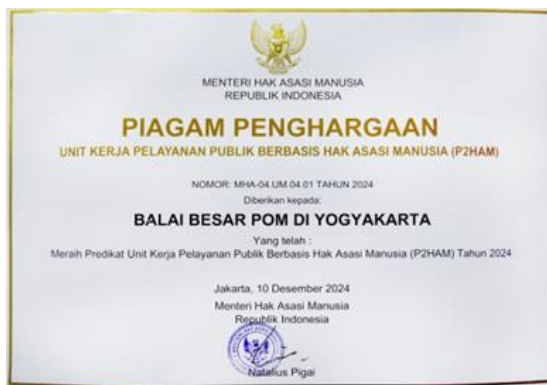 MENTERI HAK ASASI MANUSIA
REPUBLIK INDONESIA
PIAGAM PENGHARGAAN
UNIT KERJA PELAYANAN PUBLIK BERBASIS HAK ASASI MANUSIA (P2HAM)
NOMOR: MHA-04.UM.04.01 TAHUN 2024
Diberikan kepada:
BALAI BESAR POM DI YOGYAKARTA
Yang telah :
Meraih Predikat Unit Kerja Pelayanan Publik Berbasis Hak Asasi Manusia (P2HAM) Tahun 2024
Jakarta, 10 Desember 2024
Menteri Hak Asasi Manusia
Republik Indonesia
Natalius Pigai